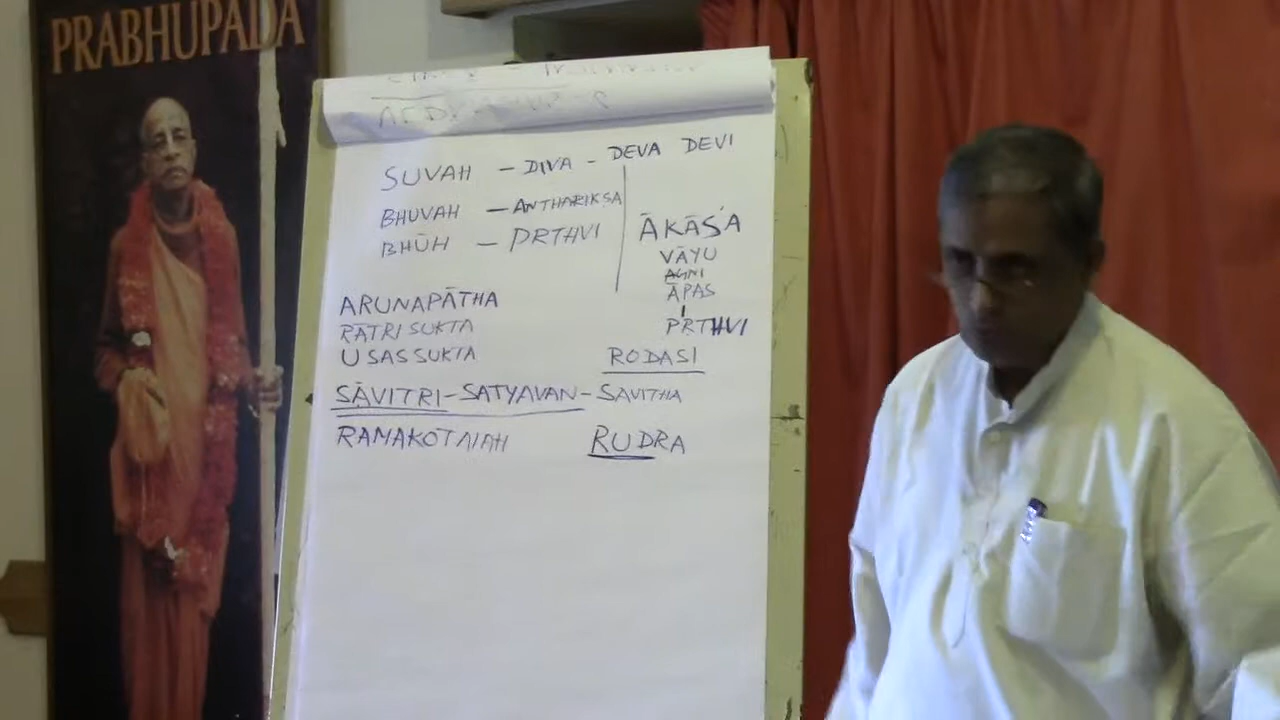 PRABHUPADA
SUVAH - DIVA - DEVA DEVI
BHUVAH - ANTHARIKSA
BHŪH - PRTHVI
ĀKĀŚA
VĀYU
AGNI
ĀPAS
PRTHVI
ARUNAPĀTHA
RATRI SUKTA
USAS SUKTA
RODASI
SĀVITRI - SATYAVAN - SAVITHA
RAMAKOTAIAH RUDRA